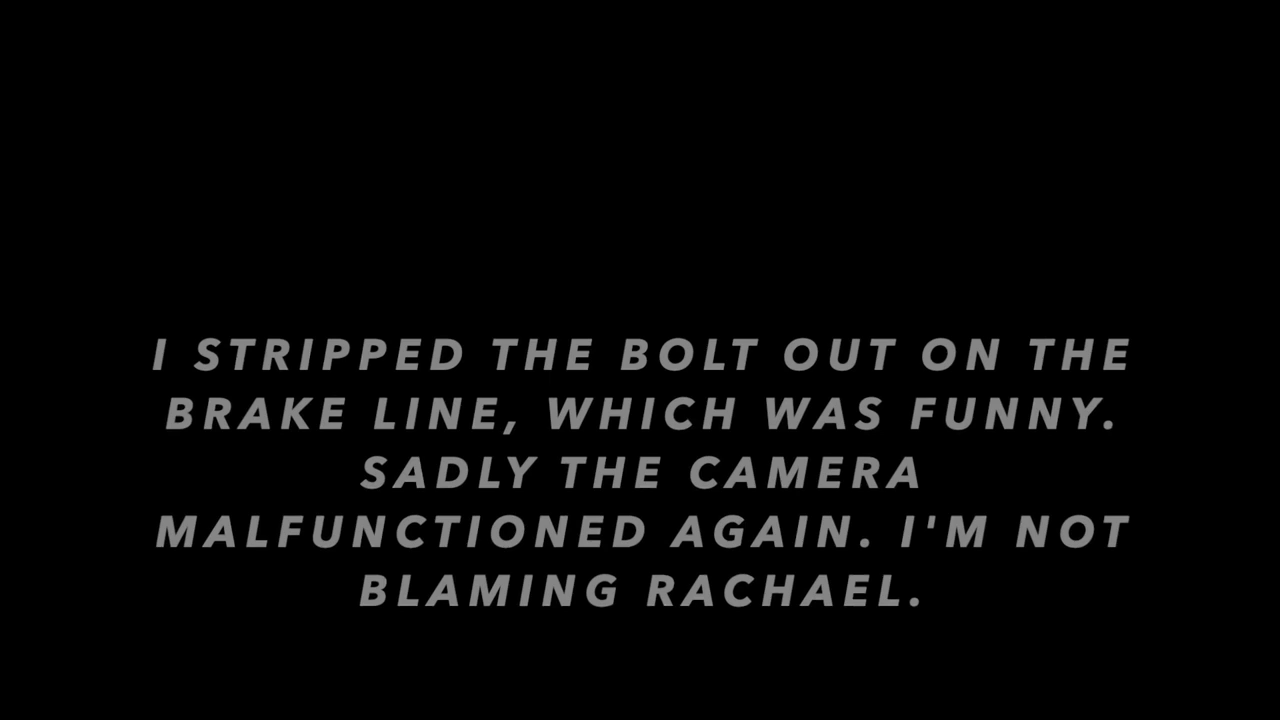 I STRIPPED THE BOLT OUT ON THE
BRAKE LINE, WHICH WAS FUNNY.
SADLY THE CAMERA
MALFUNCTIONED AGAIN. I'M NOT
BLAMING RACHAEL.